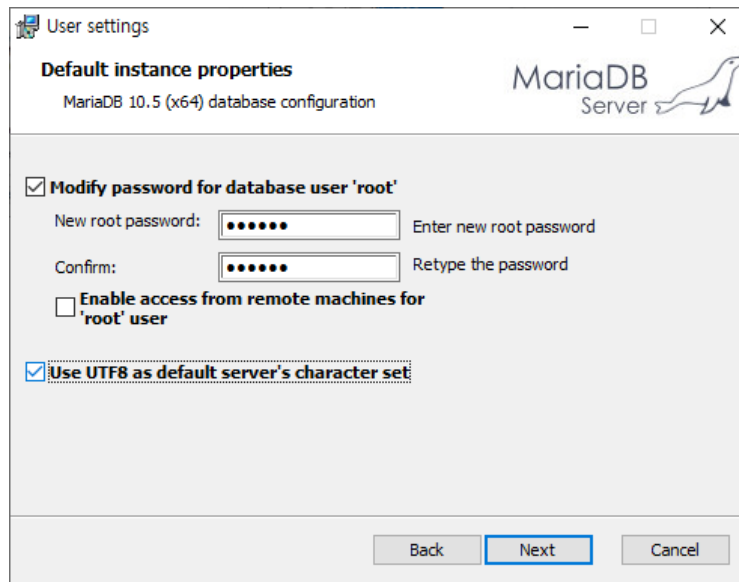 User settings
Default instance properties
MariaDB 10.5 (x64) database configuration
MariaDB
Server
Modify password for database user 'root'
New root password: ●●●●●● Enter new root password
Confirm: ●●●●●● Retype the password
Enable access from remote machines for
'root' user
Use UTF8 as default server's character set
Back Next Cancel